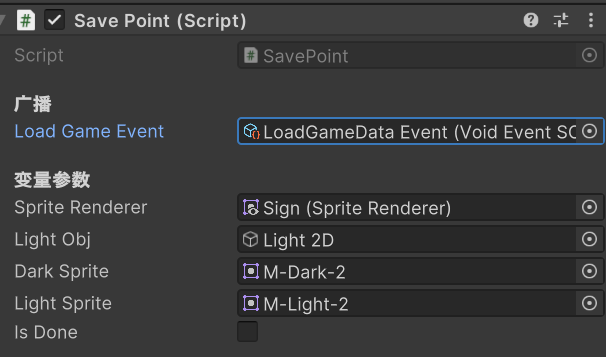 Save Point (Script)
Script SavePoint
广播
Load Game Event LoadGameData Event (Void Event SO
变量参数
Sprite Renderer Sign (Sprite Renderer)
Light Obj Light 2D
Dark Sprite M-Dark-2
Light Sprite M-Light-2
Is Done